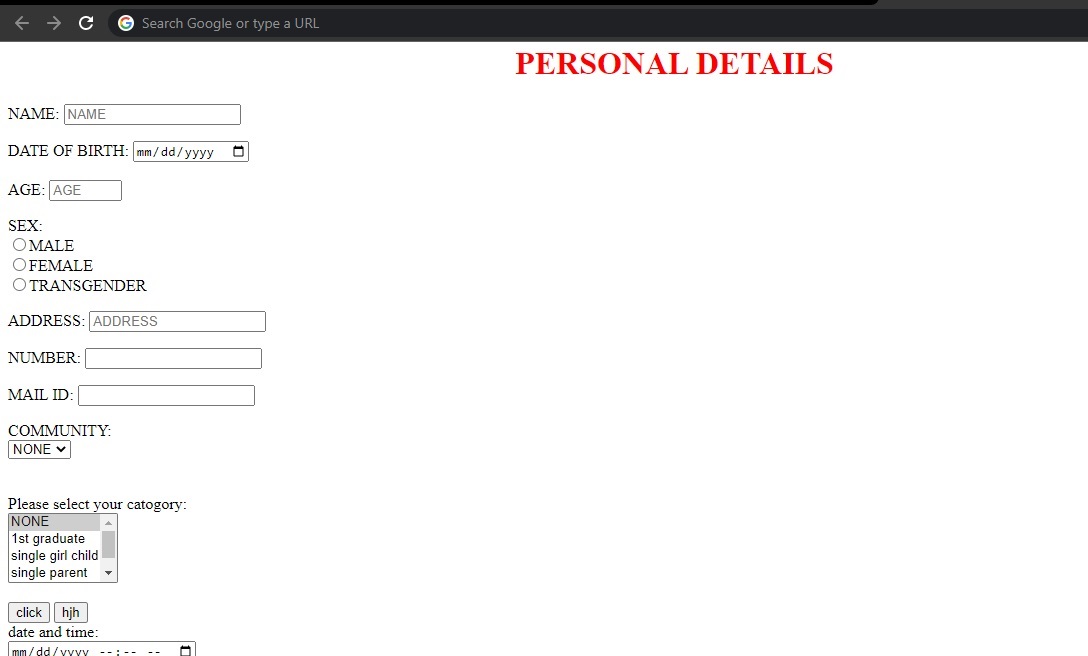 Search Google or type a URL
PERSONAL DETAILS
NAME: NAME
DATE OF BIRTH: mm/dd/yyyy
AGE: AGE
SEX:
MALE
FEMALE
TRANSGENDER
ADDRESS: ADDRESS
NUMBER:
MAIL ID:
COMMUNITY:
NONE
Please select your catogory:
NONE
1st graduate
single girl child
single parent
click hjh
date and time:
mm/dd/yyyy --:-- --